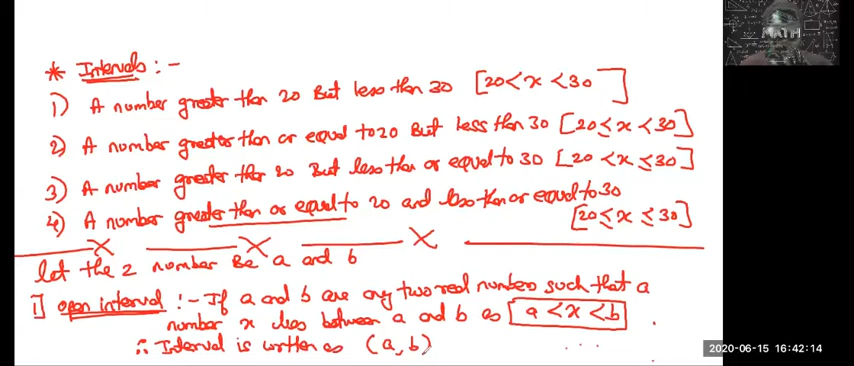 * Intervals :-
1) A number greater than 20 But less than 30 [20 < x < 30]
2) A number greater than or equal to 20 But less than 30 [20 ≤ x < 30]
3) A number greater than 20 But less than or equal to 30 [20 < x ≤ 30]
4) A number greater than or equal to 20 and less than or equal to 30
[20 ≤ x ≤ 30]
let the 2 number Be a and b
1] open interval :- If a and b are any two real numbers such that a
number x lies between a and b as a < x < b
∴ Interval is written as (a, b)
MATH
2020-06-15 16:42:14